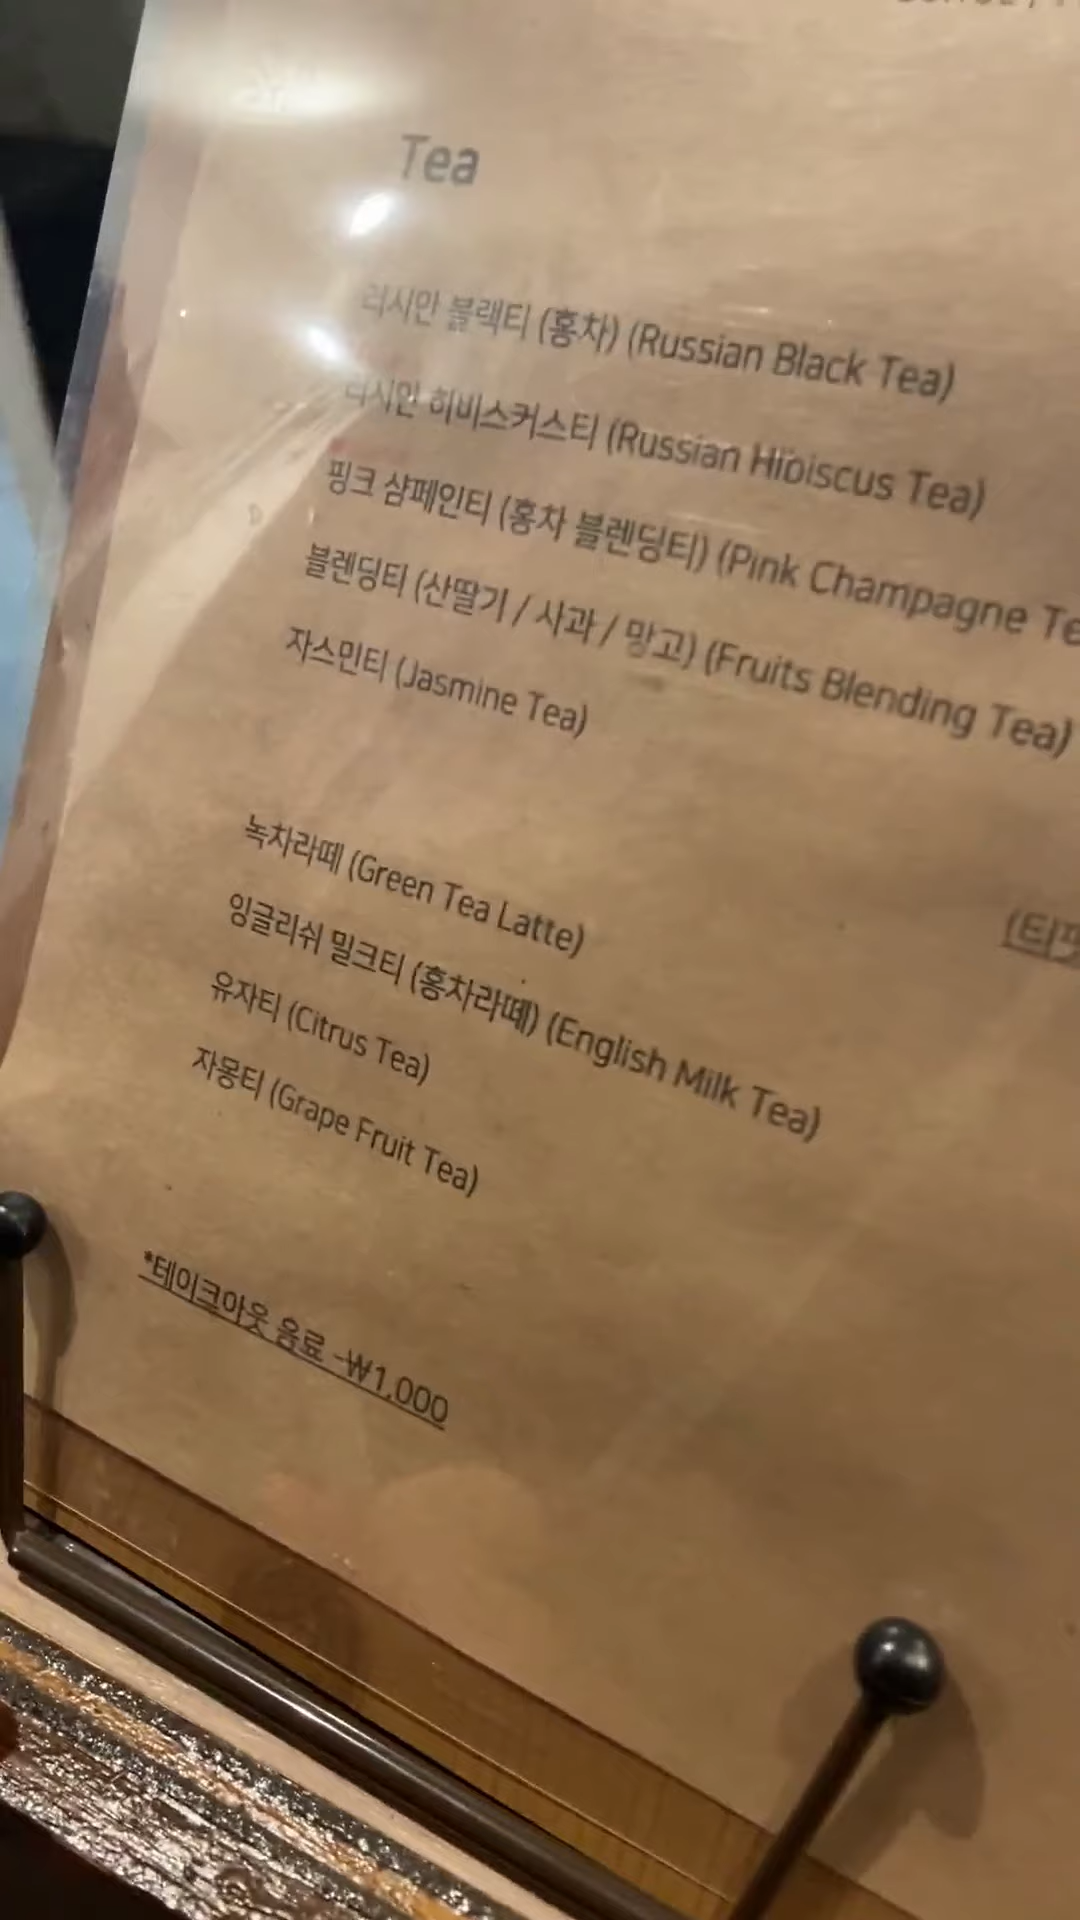 Tea
러시안 블랙티 (홍차) (Russian Black Tea)
러시안 히비스커스티 (Russian Hibiscus Tea)
핑크 샴페인티 (홍차 블렌딩티) (Pink Champagne Te
블렌딩티 (산딸기 / 사과 / 망고) (Fruits Blending Tea)
자스민티 (Jasmine Tea)
녹차라떼 (Green Tea Latte)
(티팟
잉글리쉬 밀크티 (홍차라떼) (English Milk Tea)
유자티 (Citrus Tea)
자몽티 (Grape Fruit Tea)
*테이크아웃 음료 -₩1,000